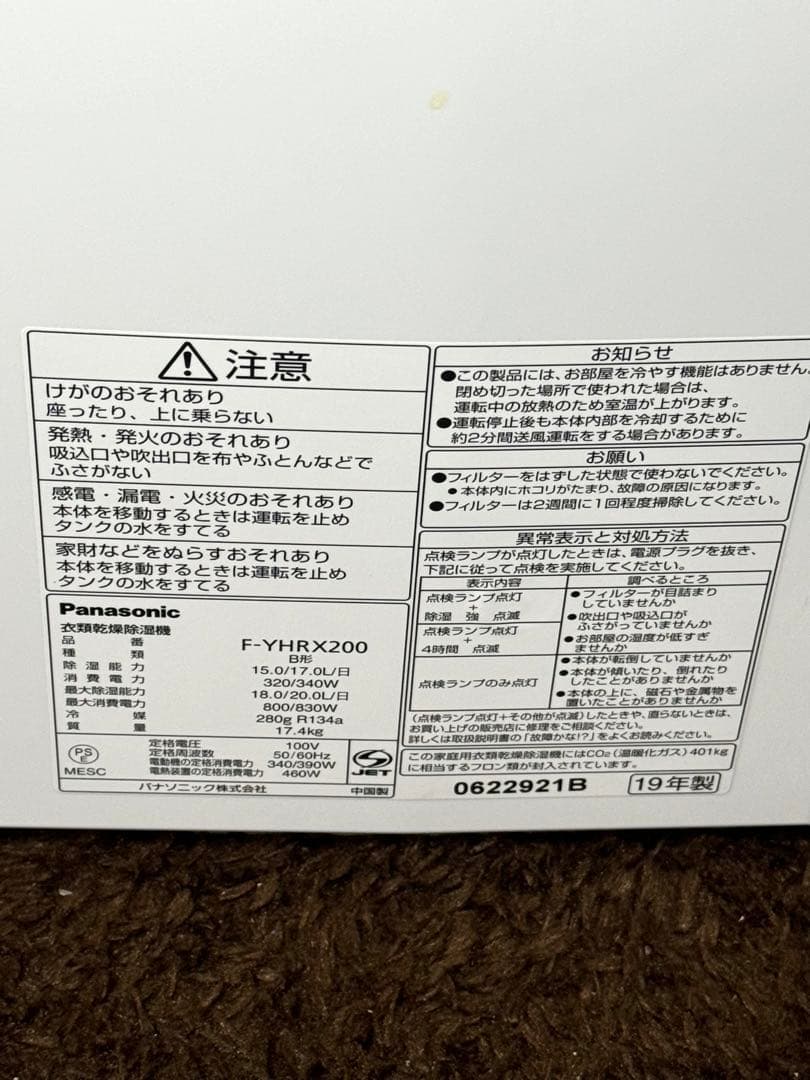 注意
けがのおそれあり
座ったり、上に乗らない
発熱・発火のおそれあり
吸込口や吹出口を布やふとんなどで
ふさがない
感電・漏電・火災のおそれあり
本体を移動するときは運転を止め
タンクの水をすてる
家財などをぬらすおそれあり
本体を移動するときは運転を止め
タンクの水をすてる
Panasonic
衣類乾燥除湿機
品番 F-YHRX200
種類 B形
除湿能力 15.0/17.0L/日
消費電力 320/340W
最大除湿能力 18.0/20.0L/日
最大消費電力 800/830W
冷媒 280g R134a
質量 17.4kg
PS
E
MESC
定格電圧 100V
定格周波数 50/60Hz
電動機の定格消費電力 340/390W
電熱装置の定格消費電力 460W
JET
パナソニック株式会社 中国製
お知らせ
●この製品には、お部屋を冷やす機能はありません。
閉め切った場所で使われた場合は、
運転中の放熱のため室温が上がります。
●運転停止後も本体内部を冷却するために
約2分間送風運転をする場合があります。
お願い
●フィルターをはずした状態で使わないでください。
●本体内にホコリがたまり、故障の原因になります。
●フィルターは2週間に1回程度掃除してください。
異常表示と対処方法
点検ランプが点灯したときは、電源プラグを抜き、
下記に従って点検を実施してください。
表示内容 調べるところ
点検ランプ点灯
+
除湿 強 点滅
点検ランプ点灯
+
4時間 点滅
●フィルターが目詰まり
していませんか
●吹出口や吸込口が
ふさがっていませんか
●お部屋の湿度が低すぎ
ませんか
点検ランプのみ点灯
●本体が転倒していませんか
●本体が傾いたり、倒れたり
したことがありませんか
●本体の上に、磁石や金属物を
置いたことがありませんか
(点検ランプ点灯+その他が点滅)したときや、直らないときは、
お買い上げの販売店に修理をご相談ください。
詳しくは取扱説明書の「故障かな!?」をよくお読みください。
この家庭用衣類乾燥除湿機にはCO₂(温暖化ガス)401kg
に相当するフロン類が封入されています。
0622921B 19年製